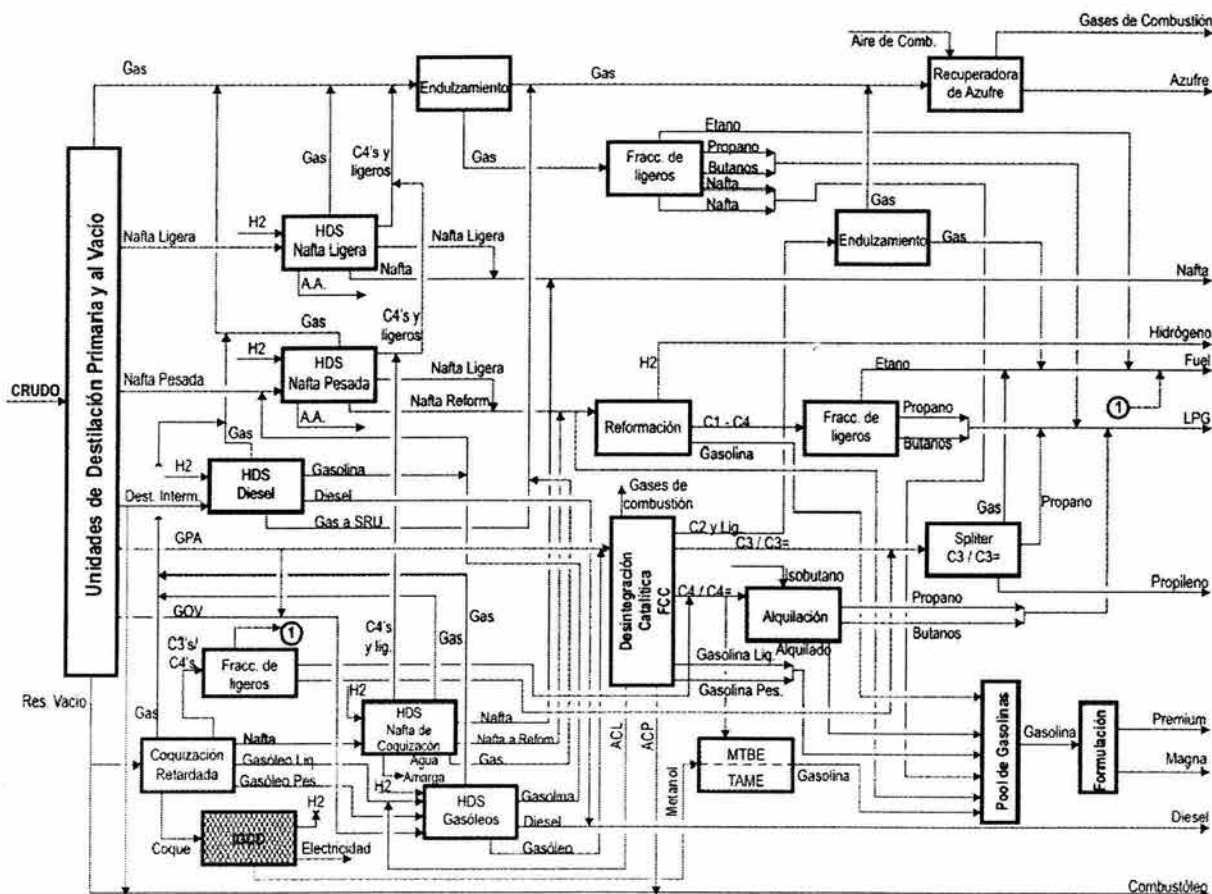 Gases de Combustión
Aire de Comb.
Gas
Endulzamiento
Gas
Recuperadora
de Azufre
Azufre
Unidades de Destilación Primaria y al Vacío
Gas
C4's y
ligeros
Gas
Etano
Fracc. de
ligeros
Propano
Butanos
Nafta
Nafta
H2
HDS
Nafta Ligera
Nafta Ligera
Nafta Ligera
Nafta
A.A.
Gas
Endulzamiento
Gas
Nafta
Gas
C4's y
ligeros
H2
HDS
Nafta Pesada
Nafta Pesada
Nafta Ligera
Nafta Reform.
A.A.
CRUDO
H2
Hidrógeno
Etano
Fuel
Reformación
C1 - C4
Gasolina
Fracc. de
ligeros
Propano
Butanos
1
LPG
Gas
H2
HDS
Diesel
Gasolina
Diesel
Dest. Interm.
Gas a SRU
Gases de
combustión
Gas
Propano
GPA
Desintegración
Catalítica
FCC
C2 y Lig.
C3 / C3=
Spliter
C3 / C3=
Isobutano
C4 / C4=
Alquilación
Propano
Butanos
Propileno
Alquilado
GOV
Gas
Gas
C4's
y lig.
1
C3's/
C4's
Fracc. de
ligeros
Gasolina Liq.
Gasolina Pes.
Res. Vacio
Gas
H2
HDS
Nafta de
Coquizacón
Nafta
Nafta a Reform.
Gas
Agua
Amarga
ACL
ACP
Coquización
Retardada
Nafta
Gasóleo Liq.
Gasóleo Pes.
H2
HDS
Gasóleos
Gasolina
Diesel
Gasóleo
Metanol
MTBE
TAME
Gasolina
Pool de Gasolinas
Gasolina
Formulación
Premium
Magna
Diesel
H2
Coque
Electricidad
Combustóleo